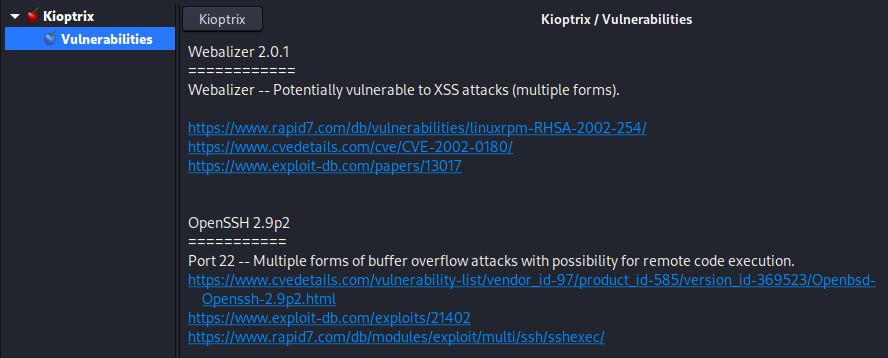 Kioptrix
Vulnerabilities
Kioptrix
Kioptrix / Vulnerabilities
Webalizer 2.0.1
============
Webalizer -- Potentially vulnerable to XSS attacks (multiple forms).
https://www.rapid7.com/db/vulnerabilities/linuxrpm-RHSA-2002-254/
https://www.cvedetails.com/cve/CVE-2002-0180/
https://www.exploit-db.com/papers/13017
OpenSSH 2.9p2
===========
Port 22 -- Multiple forms of buffer overflow attacks with possibility for remote code execution.
https://www.cvedetails.com/vulnerability-list/vendor_id-97/product_id-585/version_id-369523/Openbsd-
Openssh-2.9p2.html
https://www.exploit-db.com/exploits/21402
https://www.rapid7.com/db/modules/exploit/multi/ssh/sshexec/